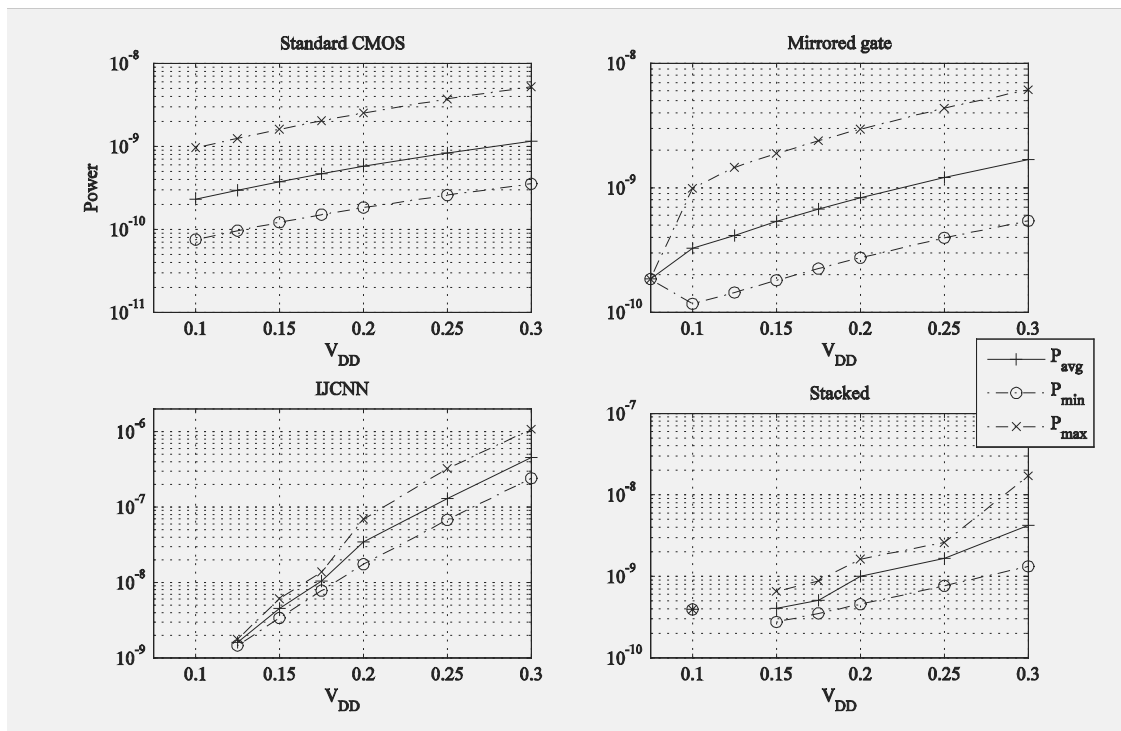 Standard CMOS
10^-8
10^-9
10^-10
10^-11
Power
0.1 0.15 0.2 0.25 0.3
V_DD
Mirrored gate
10^-8
10^-9
10^-10
0.1 0.15 0.2 0.25 0.3
V_DD
P_avg
P_min
P_max
IJCNN
10^-6
10^-7
10^-8
10^-9
0.1 0.15 0.2 0.25 0.3
V_DD
Stacked
10^-7
10^-8
10^-9
10^-10
0.1 0.15 0.2 0.25 0.3
V_DD